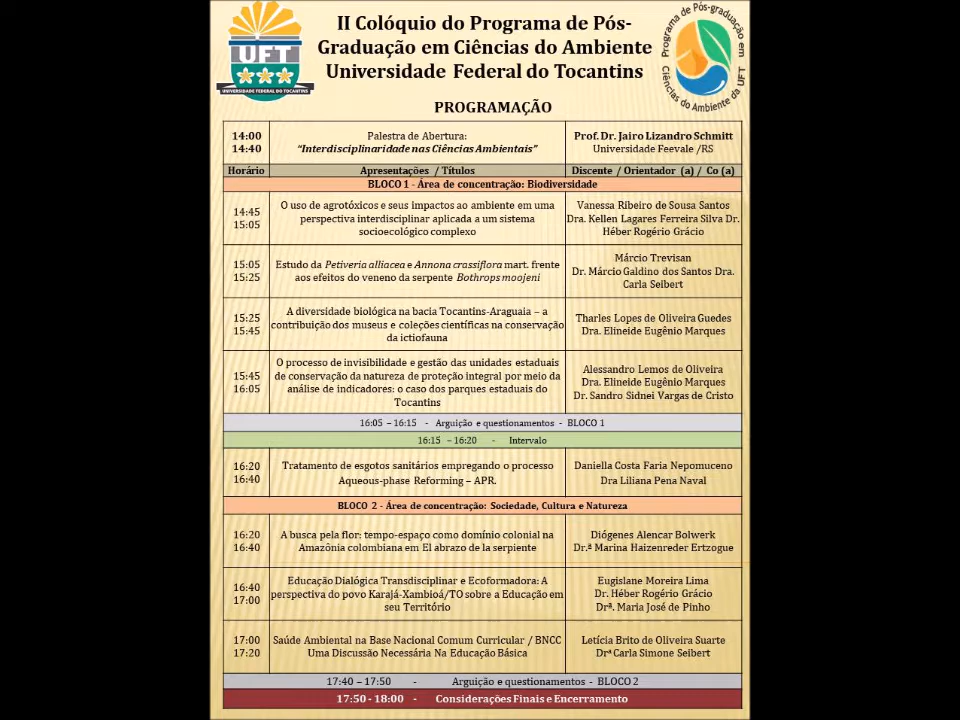 II Colóquio do Programa de Pós-
Graduação em Ciências do Ambiente
Universidade Federal do Tocantins
UFT
UNIVERSIDADE FEDERAL DO TOCANTINS
Programa de Pós-graduação em
Ciências do Ambiente da UFT
PROGRAMAÇÃO
14:00
14:40
Palestra de Abertura:
“Interdisciplinaridade nas Ciências Ambientais”
Prof. Dr. Jairo Lizandro Schmitt
Universidade Feevale /RS
Horário Apresentações / Títulos Discente / Orientador (a) / Co (a)
BLOCO 1 - Área de concentração: Biodiversidade
14:45
15:05
O uso de agrotóxicos e seus impactos ao ambiente em uma
perspectiva interdisciplinar aplicada a um sistema
socioecológico complexo
Vanessa Ribeiro de Sousa Santos
Dra. Kellen Lagares Ferreira Silva Dr.
Héber Rogério Grácio
15:05
15:25
Estudo da Petiveria alliacea e Annona crassiflora mart. frente
aos efeitos do veneno da serpente Bothrops moojeni
Márcio Trevisan
Dr. Márcio Galdino dos Santos Dra.
Carla Seibert
15:25
15:45
A diversidade biológica na bacia Tocantins-Araguaia – a
contribuição dos museus e coleções científicas na conservação
da ictiofauna
Tharles Lopes de Oliveira Guedes
Dra. Elineide Eugênio Marques
15:45
16:05
O processo de invisibilidade e gestão das unidades estaduais
de conservação da natureza de proteção integral por meio da
análise de indicadores: o caso dos parques estaduais do
Tocantins
Alessandro Lemos de Oliveira
Dra. Elineide Eugênio Marques
Dr. Sandro Sidnei Vargas de Cristo
16:05 – 16:15 - Arguição e questionamentos - BLOCO 1
16:15 – 16:20 - Intervalo
16:20
16:40
Tratamento de esgotos sanitários empregando o processo
Aqueous-phase Reforming – APR.
Daniella Costa Faria Nepomuceno
Dra Liliana Pena Naval
BLOCO 2 - Área de concentração: Sociedade, Cultura e Natureza
16:20
16:40
A busca pela flor: tempo-espaço como domínio colonial na
Amazônia colombiana em El abrazo de la serpiente
Diógenes Alencar Bolwerk
Dr.ª Marina Haizenreder Ertzogue
16:40
17:00
Educação Dialógica Transdisciplinar e Ecoformadora: A
perspectiva do povo Karajá-Xambioá/TO sobre a Educação em
seu Território
Eugislane Moreira Lima
Dr. Héber Rogério Grácio
Drª. Maria José de Pinho
17:00
17:20
Saúde Ambiental na Base Nacional Comum Curricular / BNCC
Uma Discussão Necessária Na Educação Básica
Letícia Brito de Oliveira Suarte
Drª Carla Simone Seibert
17:40 – 17:50 - Arguição e questionamentos - BLOCO 2
17:50 - 18:00 - Considerações Finais e Encerramento